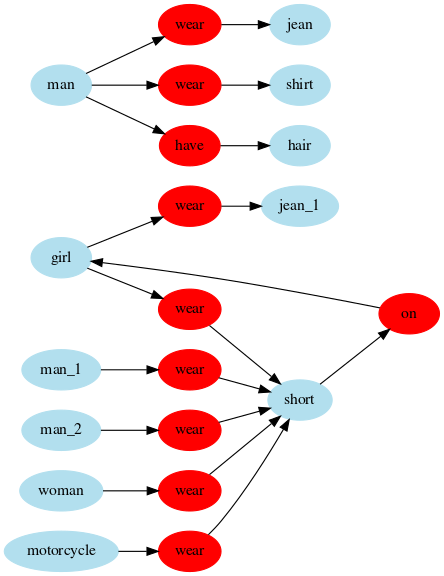 wear
jean
man
wear
shirt
have
hair
wear
jean_1
girl
wear
on
man_1
wear
short
man_2
wear
woman
wear
motorcycle
wear